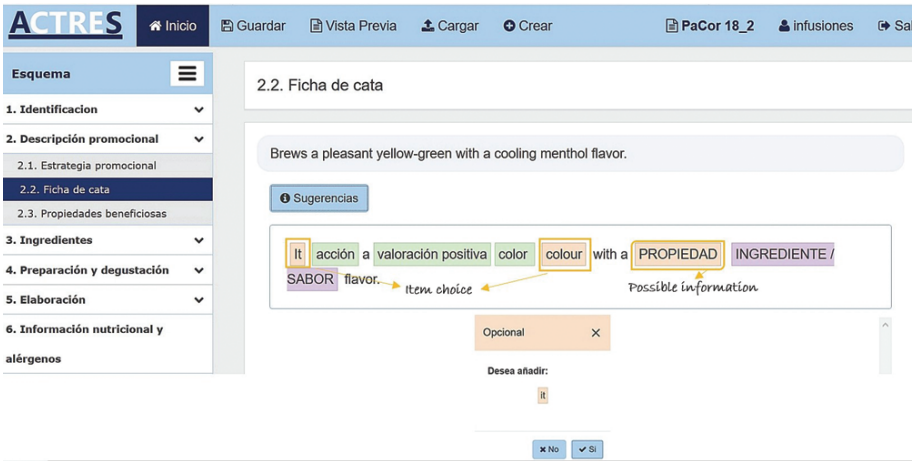 ACTRES Inicio Guardar Vista Previa Cargar Crear PaCor 18_2 infusiones Sal
Esquema
1. Identificacion
2. Descripción promocional
2.1. Estrategia promocional
2.2. Ficha de cata
2.3. Propiedades beneficiosas
3. Ingredientes
4. Preparación y degustación
5. Elaboración
6. Información nutricional y
alérgenos
2.2. Ficha de cata
Brews a pleasant yellow-green with a cooling menthol flavor.
Sugerencias
It acción a valoración positiva color colour with a PROPIEDAD INGREDIENTE /
SABOR flavor.
Item choice
Possible information
Opcional
Desea añadir:
it
No Sí